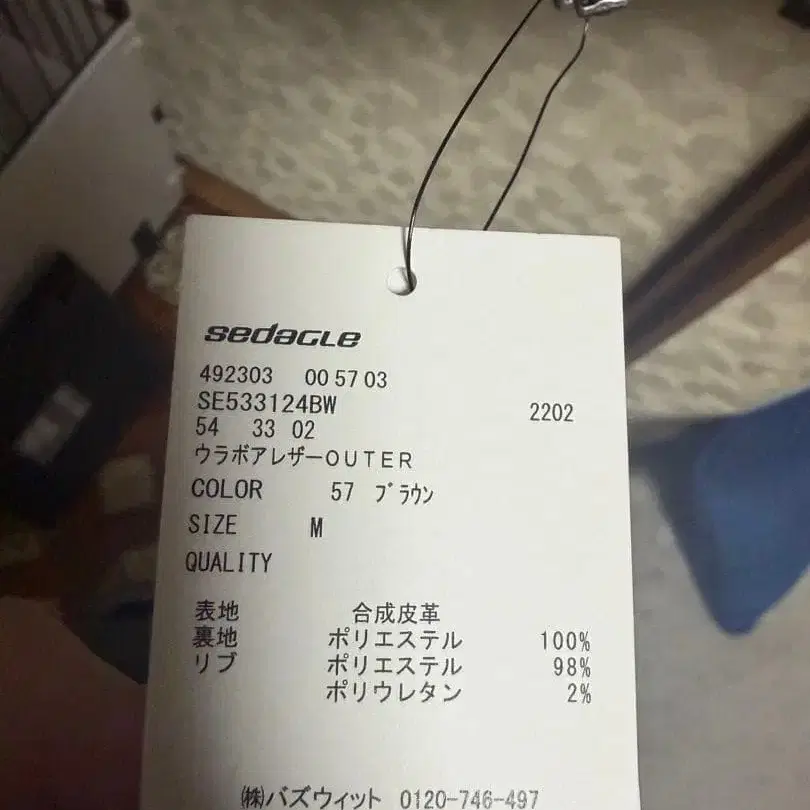 sedaGLe
492303 00 57 03
SE533124BW 2202
54 33 02
ウラボアレザーOUTER
COLOR 57 ブラウン
SIZE M
QUALITY
表地 合成皮革
裏地 ポリエステル 100%
リブ ポリエステル 98%
ポリウレタン 2%
㈱バズウィット 0120-746-497